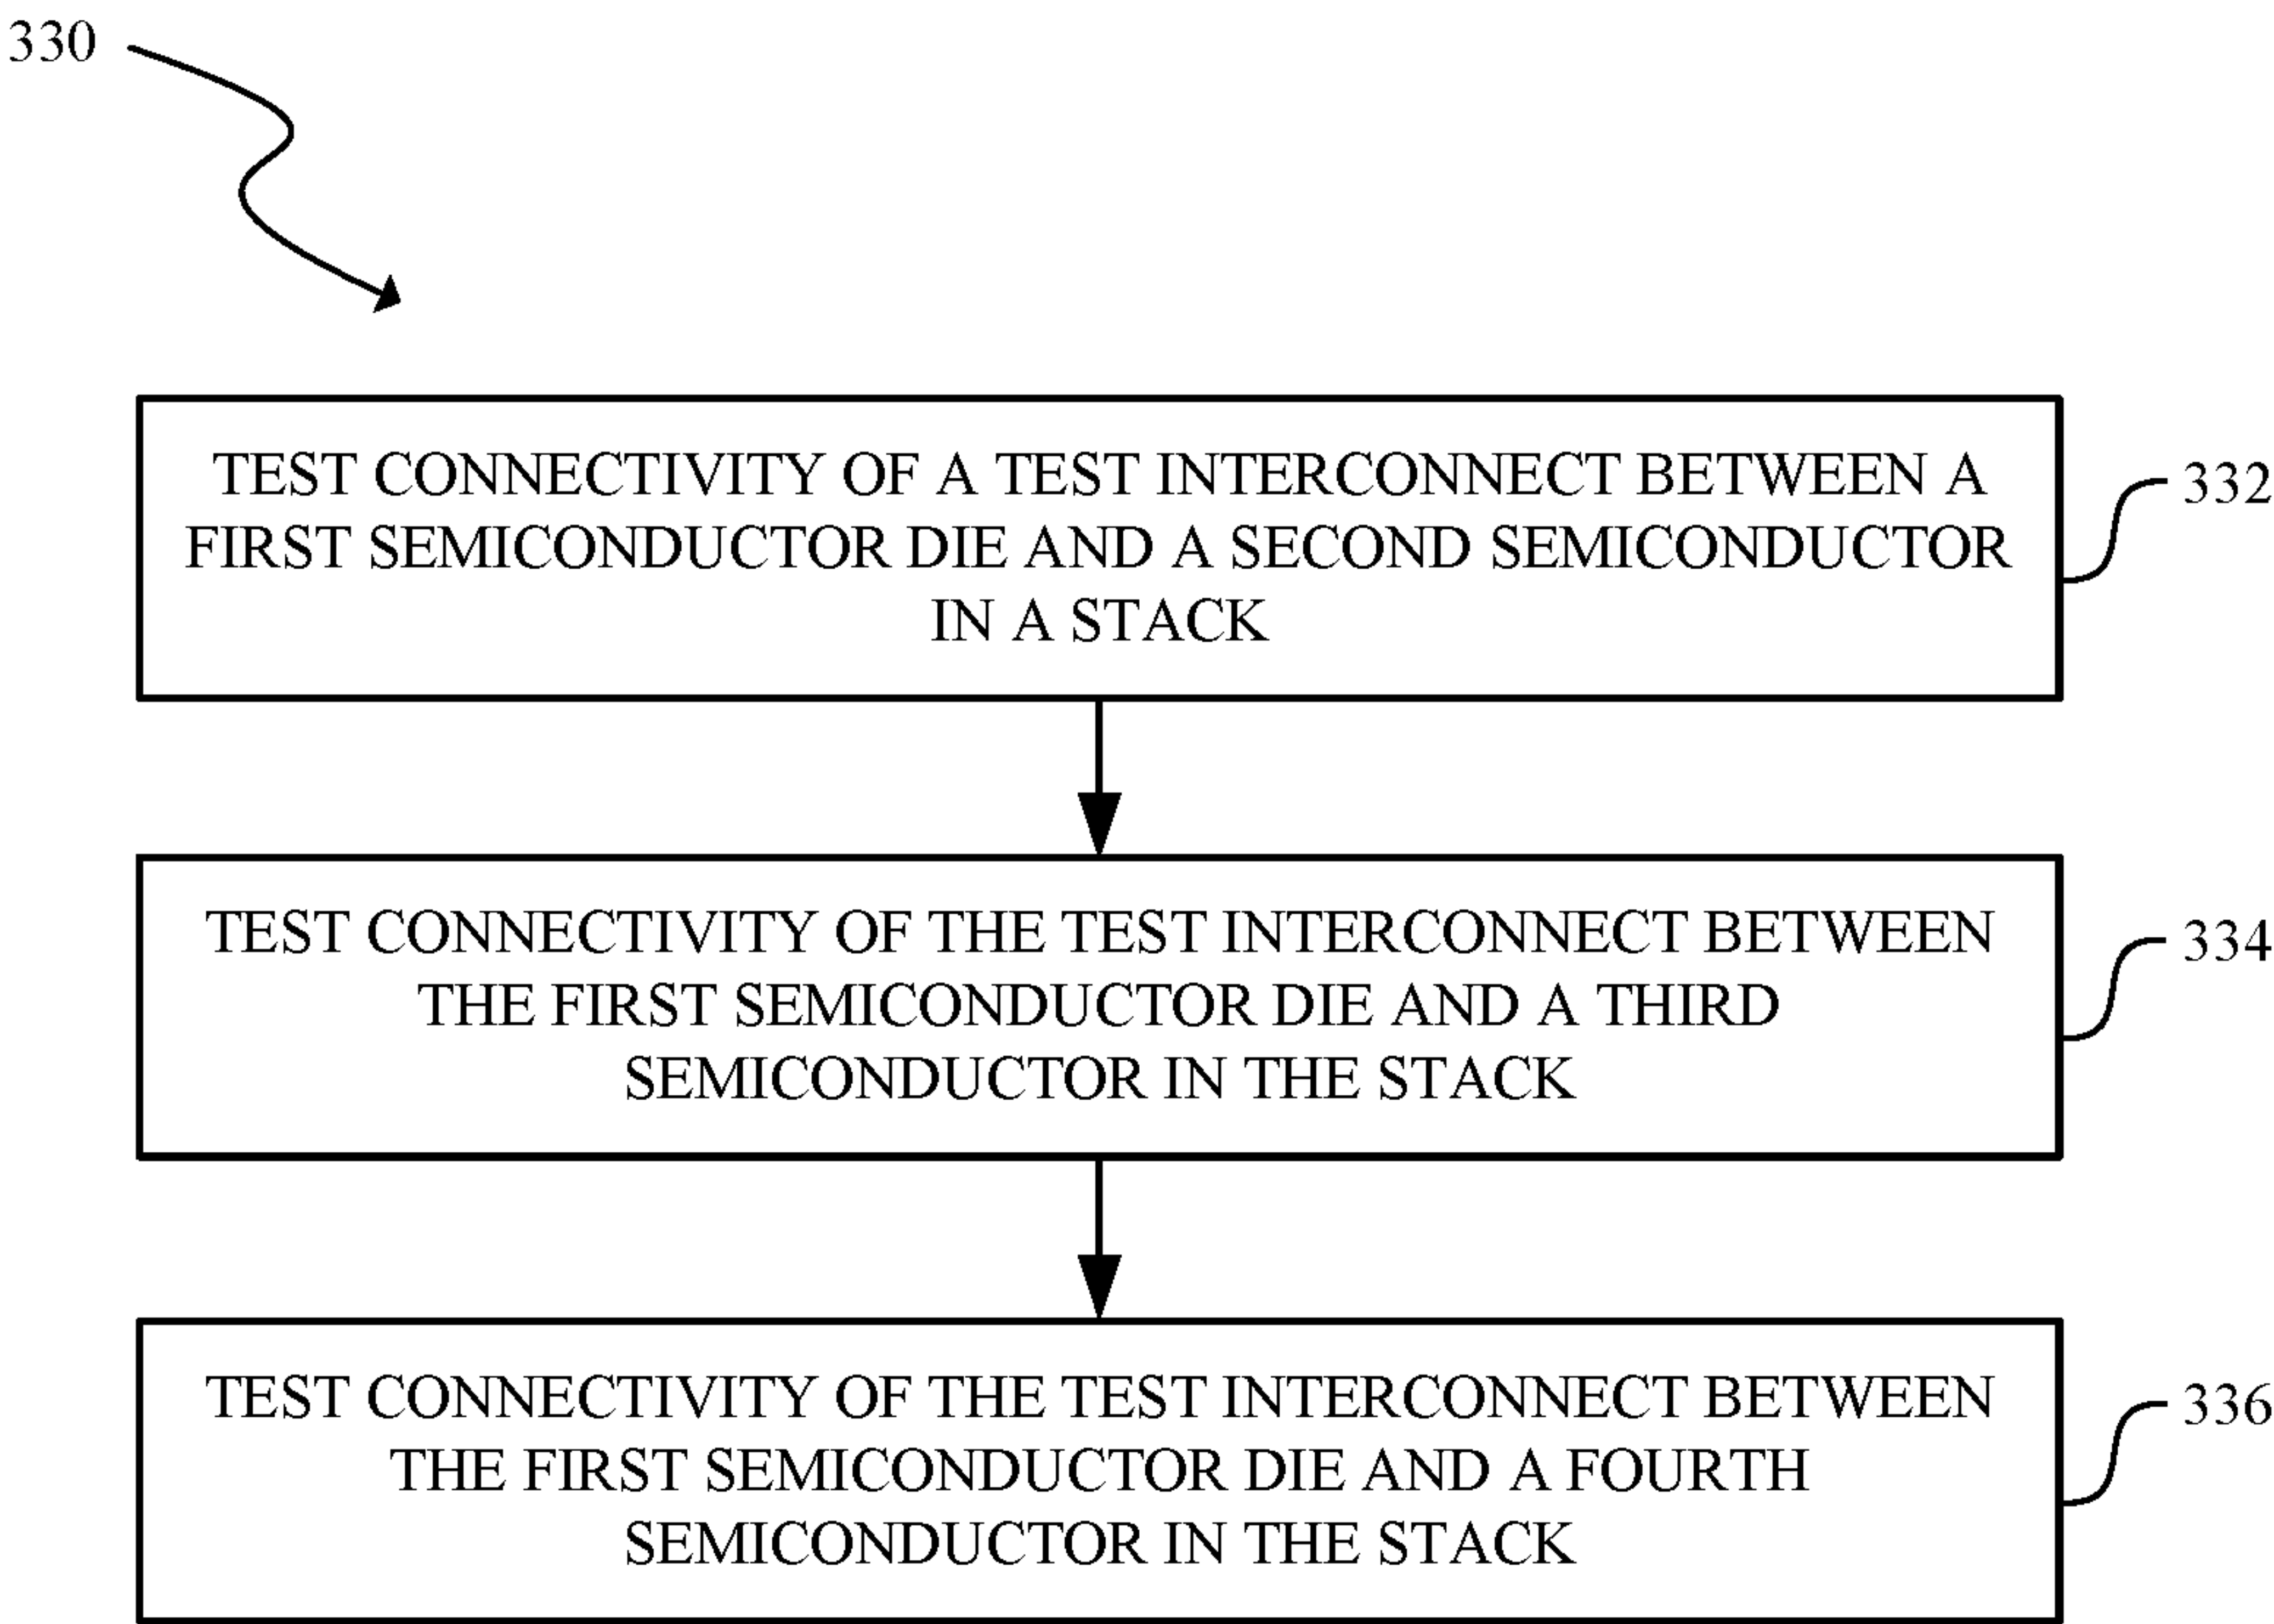 330
TEST CONNECTIVITY OF A TEST INTERCONNECT BETWEEN A
FIRST SEMICONDUCTOR DIE AND A SECOND SEMICONDUCTOR
IN A STACK
332
TEST CONNECTIVITY OF THE TEST INTERCONNECT BETWEEN
THE FIRST SEMICONDUCTOR DIE AND A THIRD
SEMICONDUCTOR IN THE STACK
334
TEST CONNECTIVITY OF THE TEST INTERCONNECT BETWEEN
THE FIRST SEMICONDUCTOR DIE AND A FOURTH
SEMICONDUCTOR IN THE STACK
336